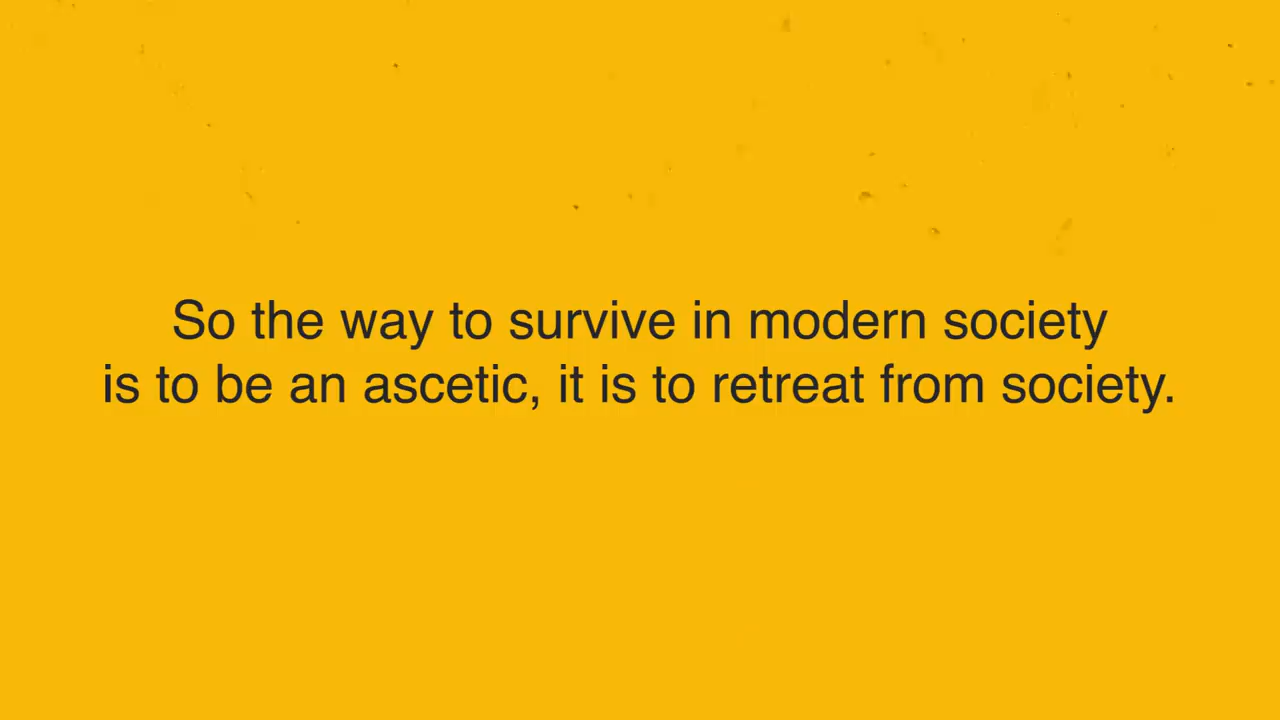 So the way to survive in modern society
is to be an ascetic, it is to retreat from society.